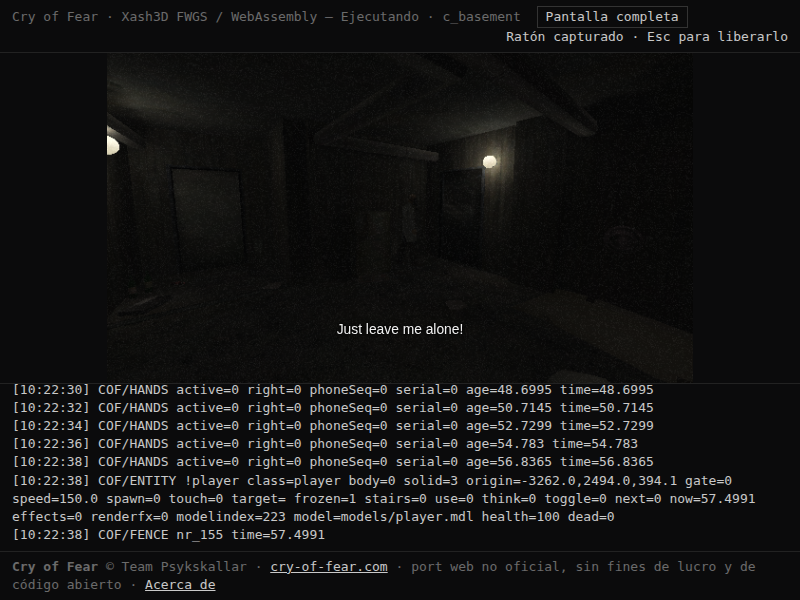 Cry of Fear · Xash3D FWGS / WebAssembly — Ejecutando · c_basement
Pantalla completa
Ratón capturado · Esc para liberarlo
Just leave me alone!
[10:22:30] COF/HANDS active=0 right=0 phoneSeq=0 serial=0 age=48.6995 time=48.6995
[10:22:32] COF/HANDS active=0 right=0 phoneSeq=0 serial=0 age=50.7145 time=50.7145
[10:22:34] COF/HANDS active=0 right=0 phoneSeq=0 serial=0 age=52.7299 time=52.7299
[10:22:36] COF/HANDS active=0 right=0 phoneSeq=0 serial=0 age=54.783 time=54.783
[10:22:38] COF/HANDS active=0 right=0 phoneSeq=0 serial=0 age=56.8365 time=56.8365
[10:22:38] COF/ENTITY !player class=player body=0 solid=3 origin=-3262.0,2494.0,394.1 gate=0
speed=150.0 spawn=0 touch=0 target= frozen=1 stairs=0 use=0 think=0 toggle=0 next=0 now=57.4991
effects=0 renderfx=0 modelindex=223 model=models/player.mdl health=100 dead=0
[10:22:38] COF/FENCE nr_155 time=57.4991
Cry of Fear © Team Psykskallar · cry-of-fear.com · port web no oficial, sin fines de lucro y de
código abierto · Acerca de